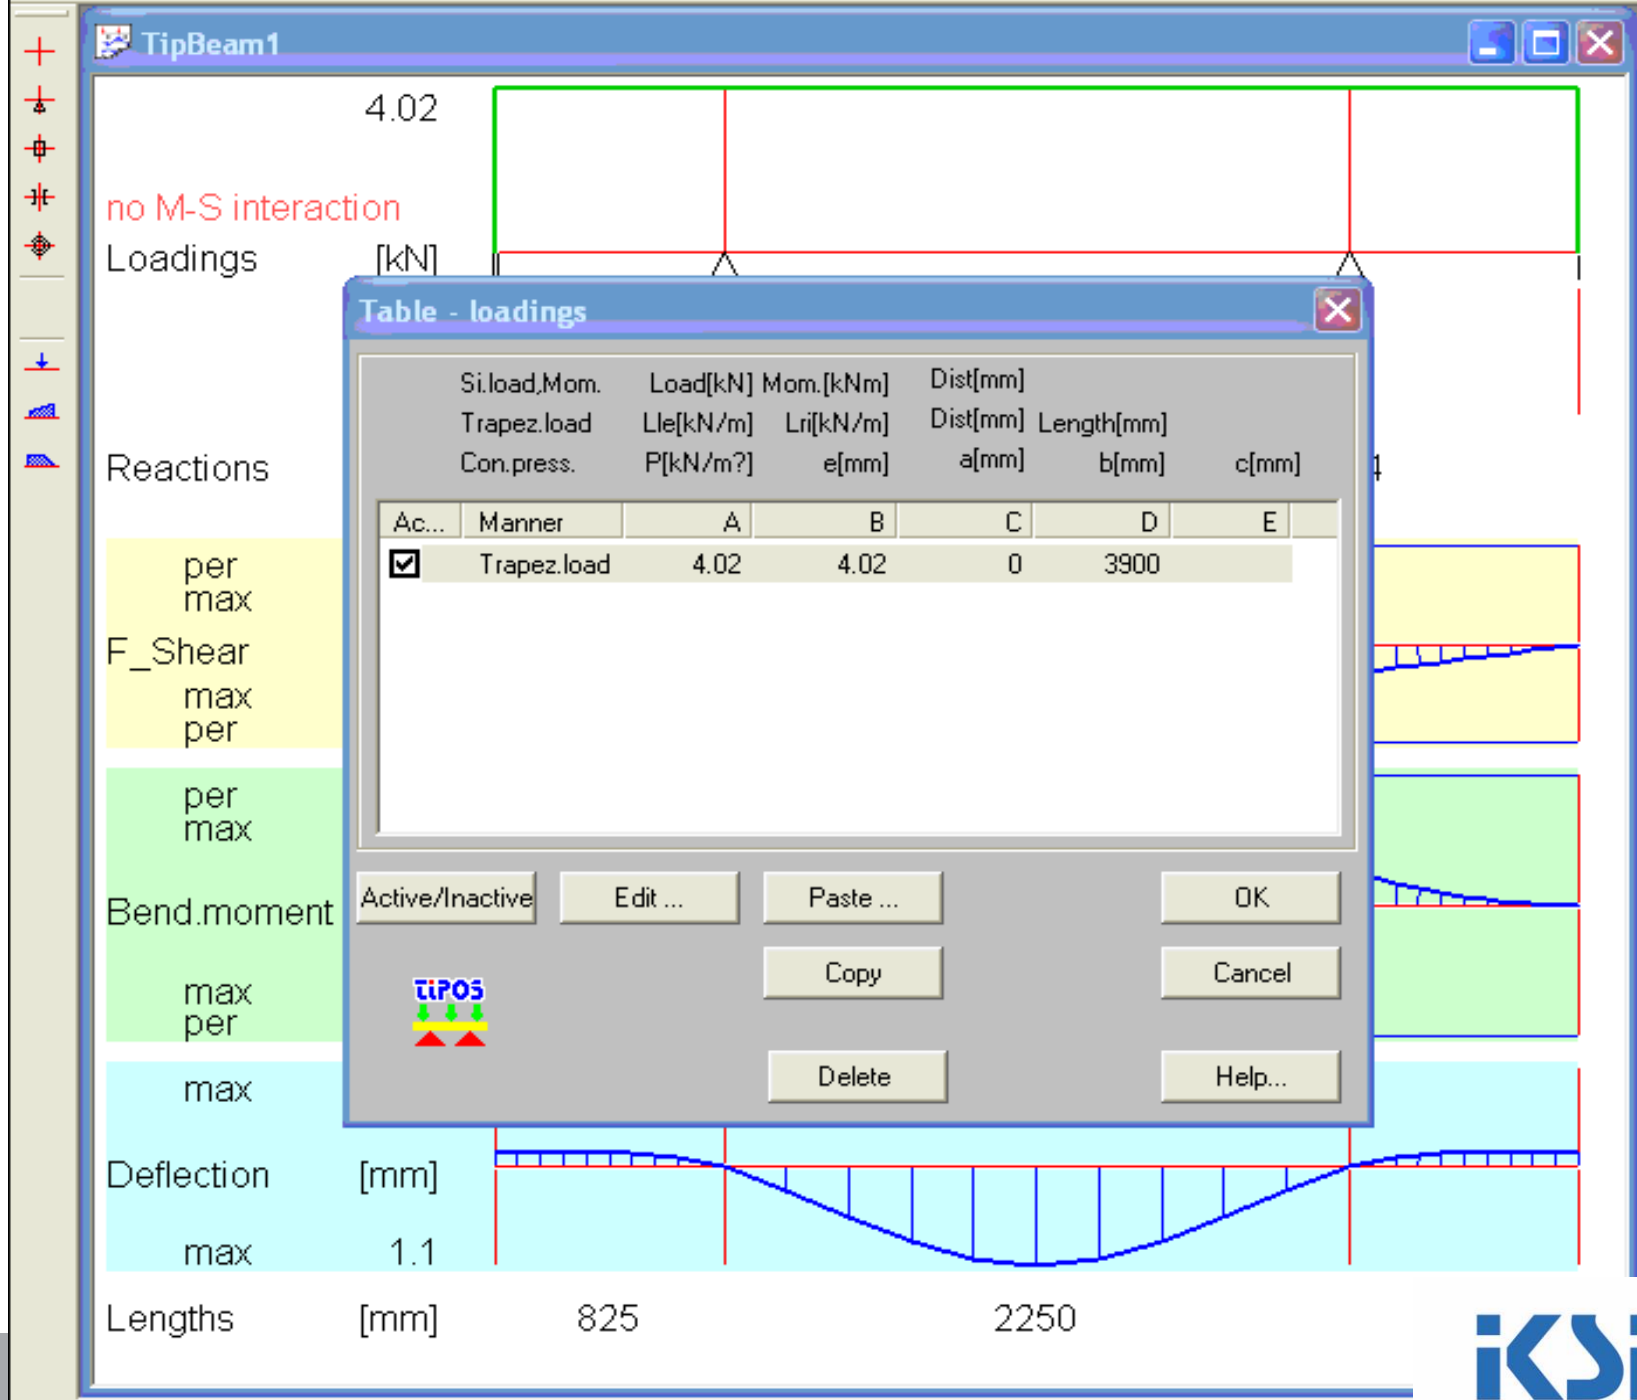 TipBeam1
4.02
no M-S interaction
Loadings [kN]
Table - loadings
Si.load,Mom. Load[kN] Mom.[kNm] Dist[mm]
Trapez.load Lle[kN/m] Lri[kN/m] Dist[mm] Length[mm]
Con.press. P[kN/m?] e[mm] a[mm] b[mm] c[mm]
Reactions 4
Ac... Manner A B C D E
Trapez.load 4.02 4.02 0 3900
per
max
F_Shear
max
per
per
max
Active/Inactive Edit ... Paste ... OK
Bend.moment
Copy Cancel
max
TiPOS
per
Delete Help...
max
Deflection [mm]
max 1.1
Lengths [mm] 825 2250
iKSi